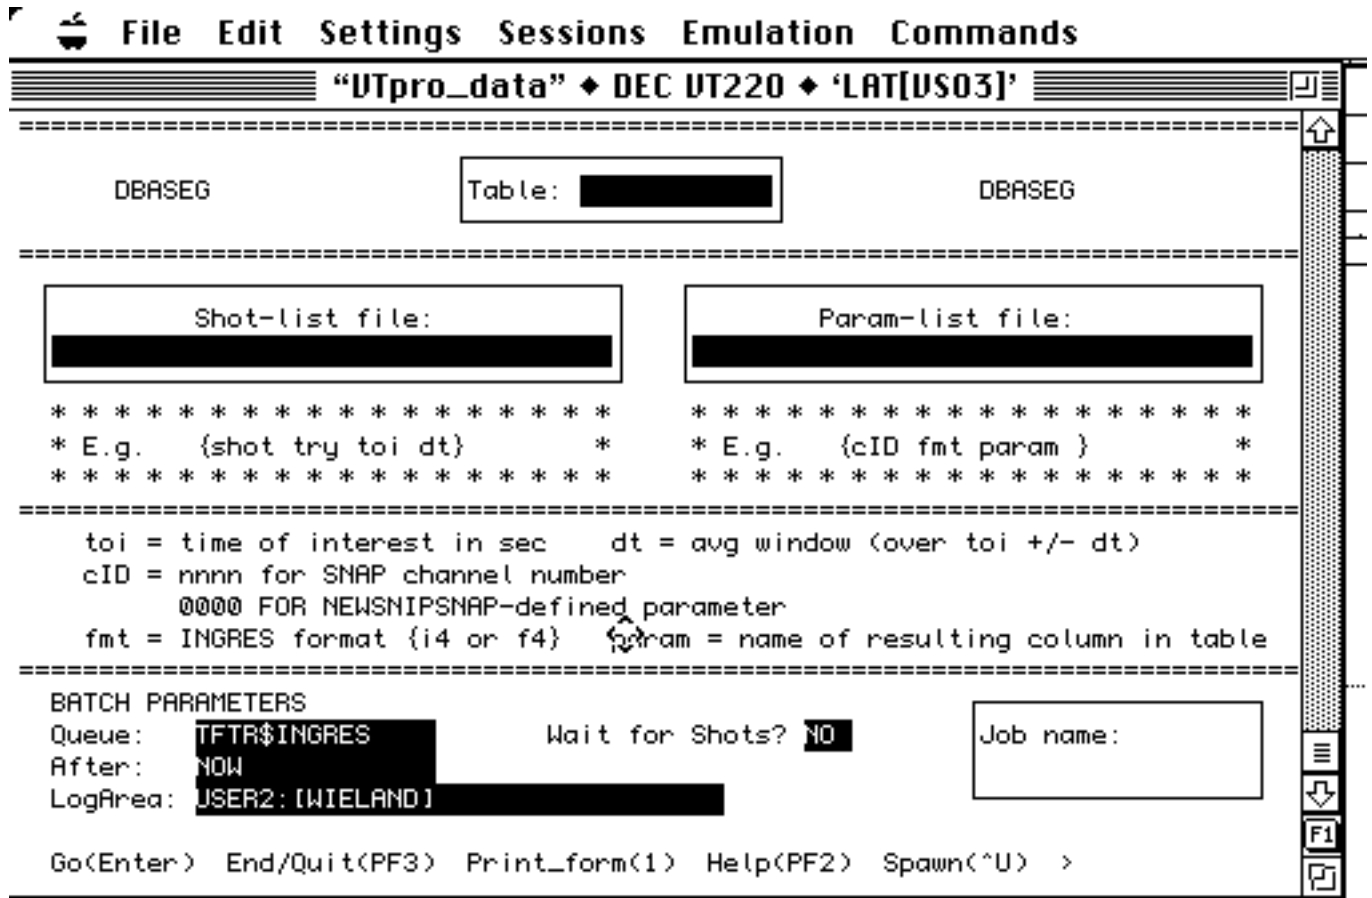 File Edit Settings Sessions Emulation Commands
“VTpro_data” ◆ DEC VT220 ◆ ‘LAT[VS03]’
================================================================================
DBASEG Table: DBASEG
================================================================================
Shot-list file: Param-list file:
* * * * * * * * * * * * * * * * * * * * * * * * * * * * * * * * * * * *
* E.g. {shot try toi dt} * * E.g. {cID fmt param } *
* * * * * * * * * * * * * * * * * * * * * * * * * * * * * * * * * * * *
================================================================================
toi = time of interest in sec dt = avg window (over toi +/- dt)
cID = nnnn for SNAP channel number
0000 FOR NEWSNIPSNAP-defined parameter
fmt = INGRES format {i4 or f4} param = name of resulting column in table
================================================================================
BATCH PARAMETERS
Queue: TFTR$INGRES Wait for Shots? NO Job name:
After: NOW
LogArea: USER2:[WIELAND]
F1
Go(Enter) End/Quit(PF3) Print_form(1) Help(PF2) Spawn(^U) >